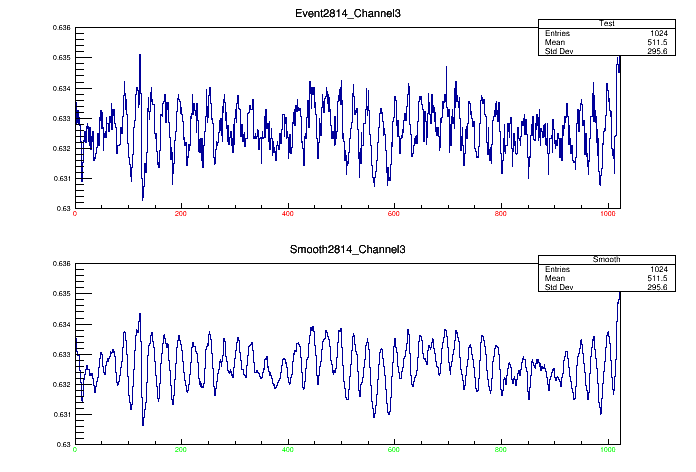 Event2814_Channel3
Test
Entries 1024
Mean 511.5
Std Dev 295.6
0.636
0.635
0.634
0.633
0.632
0.631
0.63
0 200 400 600 800 1000
Smooth2814_Channel3
Smooth
Entries 1024
Mean 511.5
Std Dev 295.6
0.636
0.635
0.634
0.633
0.632
0.631
0.63
0 200 400 600 800 1000